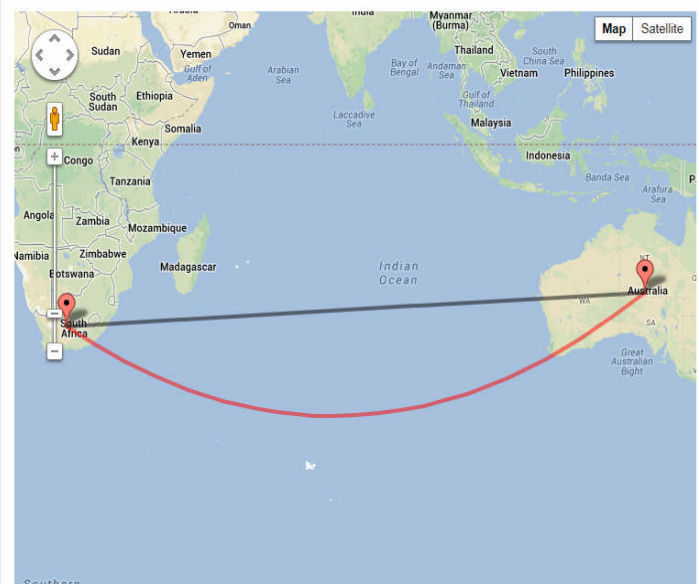 Oman
Myanmar
(Burma)
Map
Satellite
Sudan
Yemen
Gulf of
Aden
Arabian
Sea
Bay of
Bengal
Andaman
Sea
Thailand
Vietnam
South
China Sea
Philippines
South
Sudan
Ethiopia
Gulf of
Thailand
Laccadive
Sea
Malaysia
Somalia
Kenya
Congo
Indonesia
Banda Sea
Arafura
Sea
P
Tanzania
Angola
Zambia
Mozambique
Namibia
Zimbabwe
Botswana
Madagascar
Indian
Ocean
NT
WA
Australia
SA
South
Africa
Great
Australian
Bight
Southern